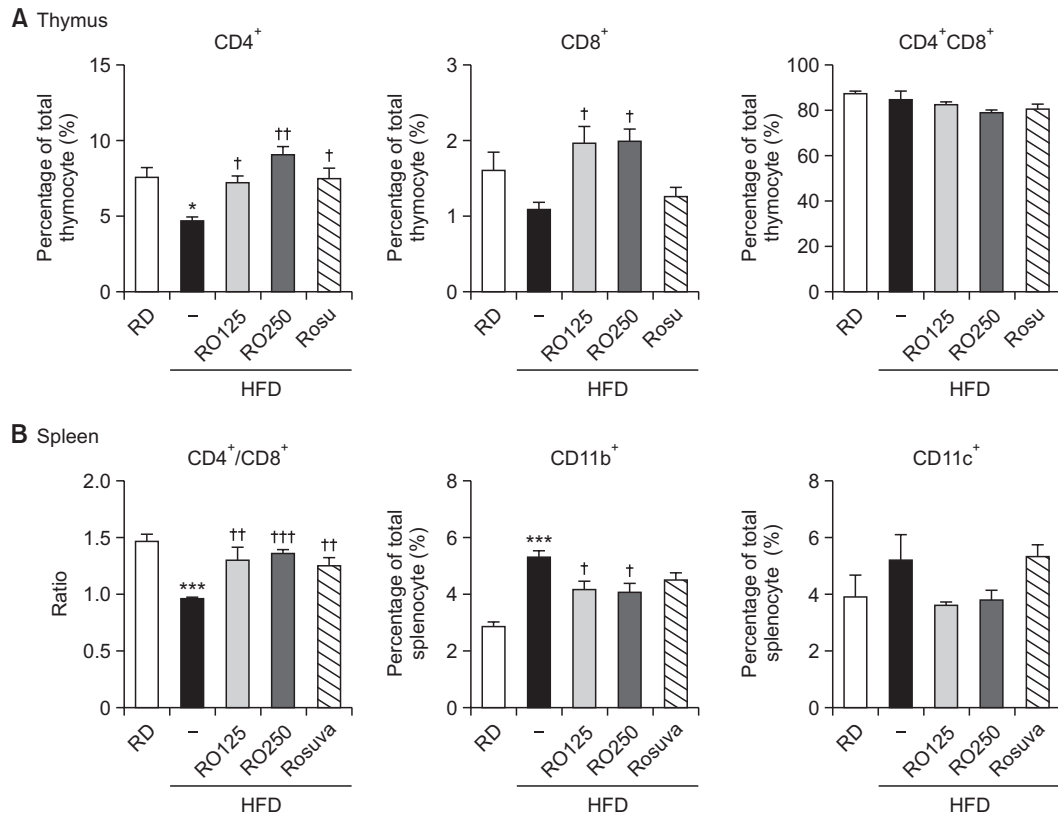 A Thymus
CD4+
Percentage of total
thymocyte (%)
15
10
5
0
*
†
††
†
RD
–
RO125
RO250
Rosu
HFD
CD8+
Percentage of total
thymocyte (%)
3
2
1
0
†
†
RD
–
RO125
RO250
Rosu
HFD
CD4+CD8+
Percentage of total
thymocyte (%)
100
80
60
40
20
0
RD
–
RO125
RO250
Rosu
HFD
B Spleen
CD4+/CD8+
Ratio
2.0
1.5
1.0
0.5
0
***
††
†††
††
RD
–
RO125
RO250
Rosuva
HFD
CD11b+
Percentage of total
splenocyte (%)
8
6
4
2
0
***
†
†
RD
–
RO125
RO250
Rosuva
HFD
CD11c+
Percentage of total
splenocyte (%)
8
6
4
2
0
RD
–
RO125
RO250
Rosuva
HFD